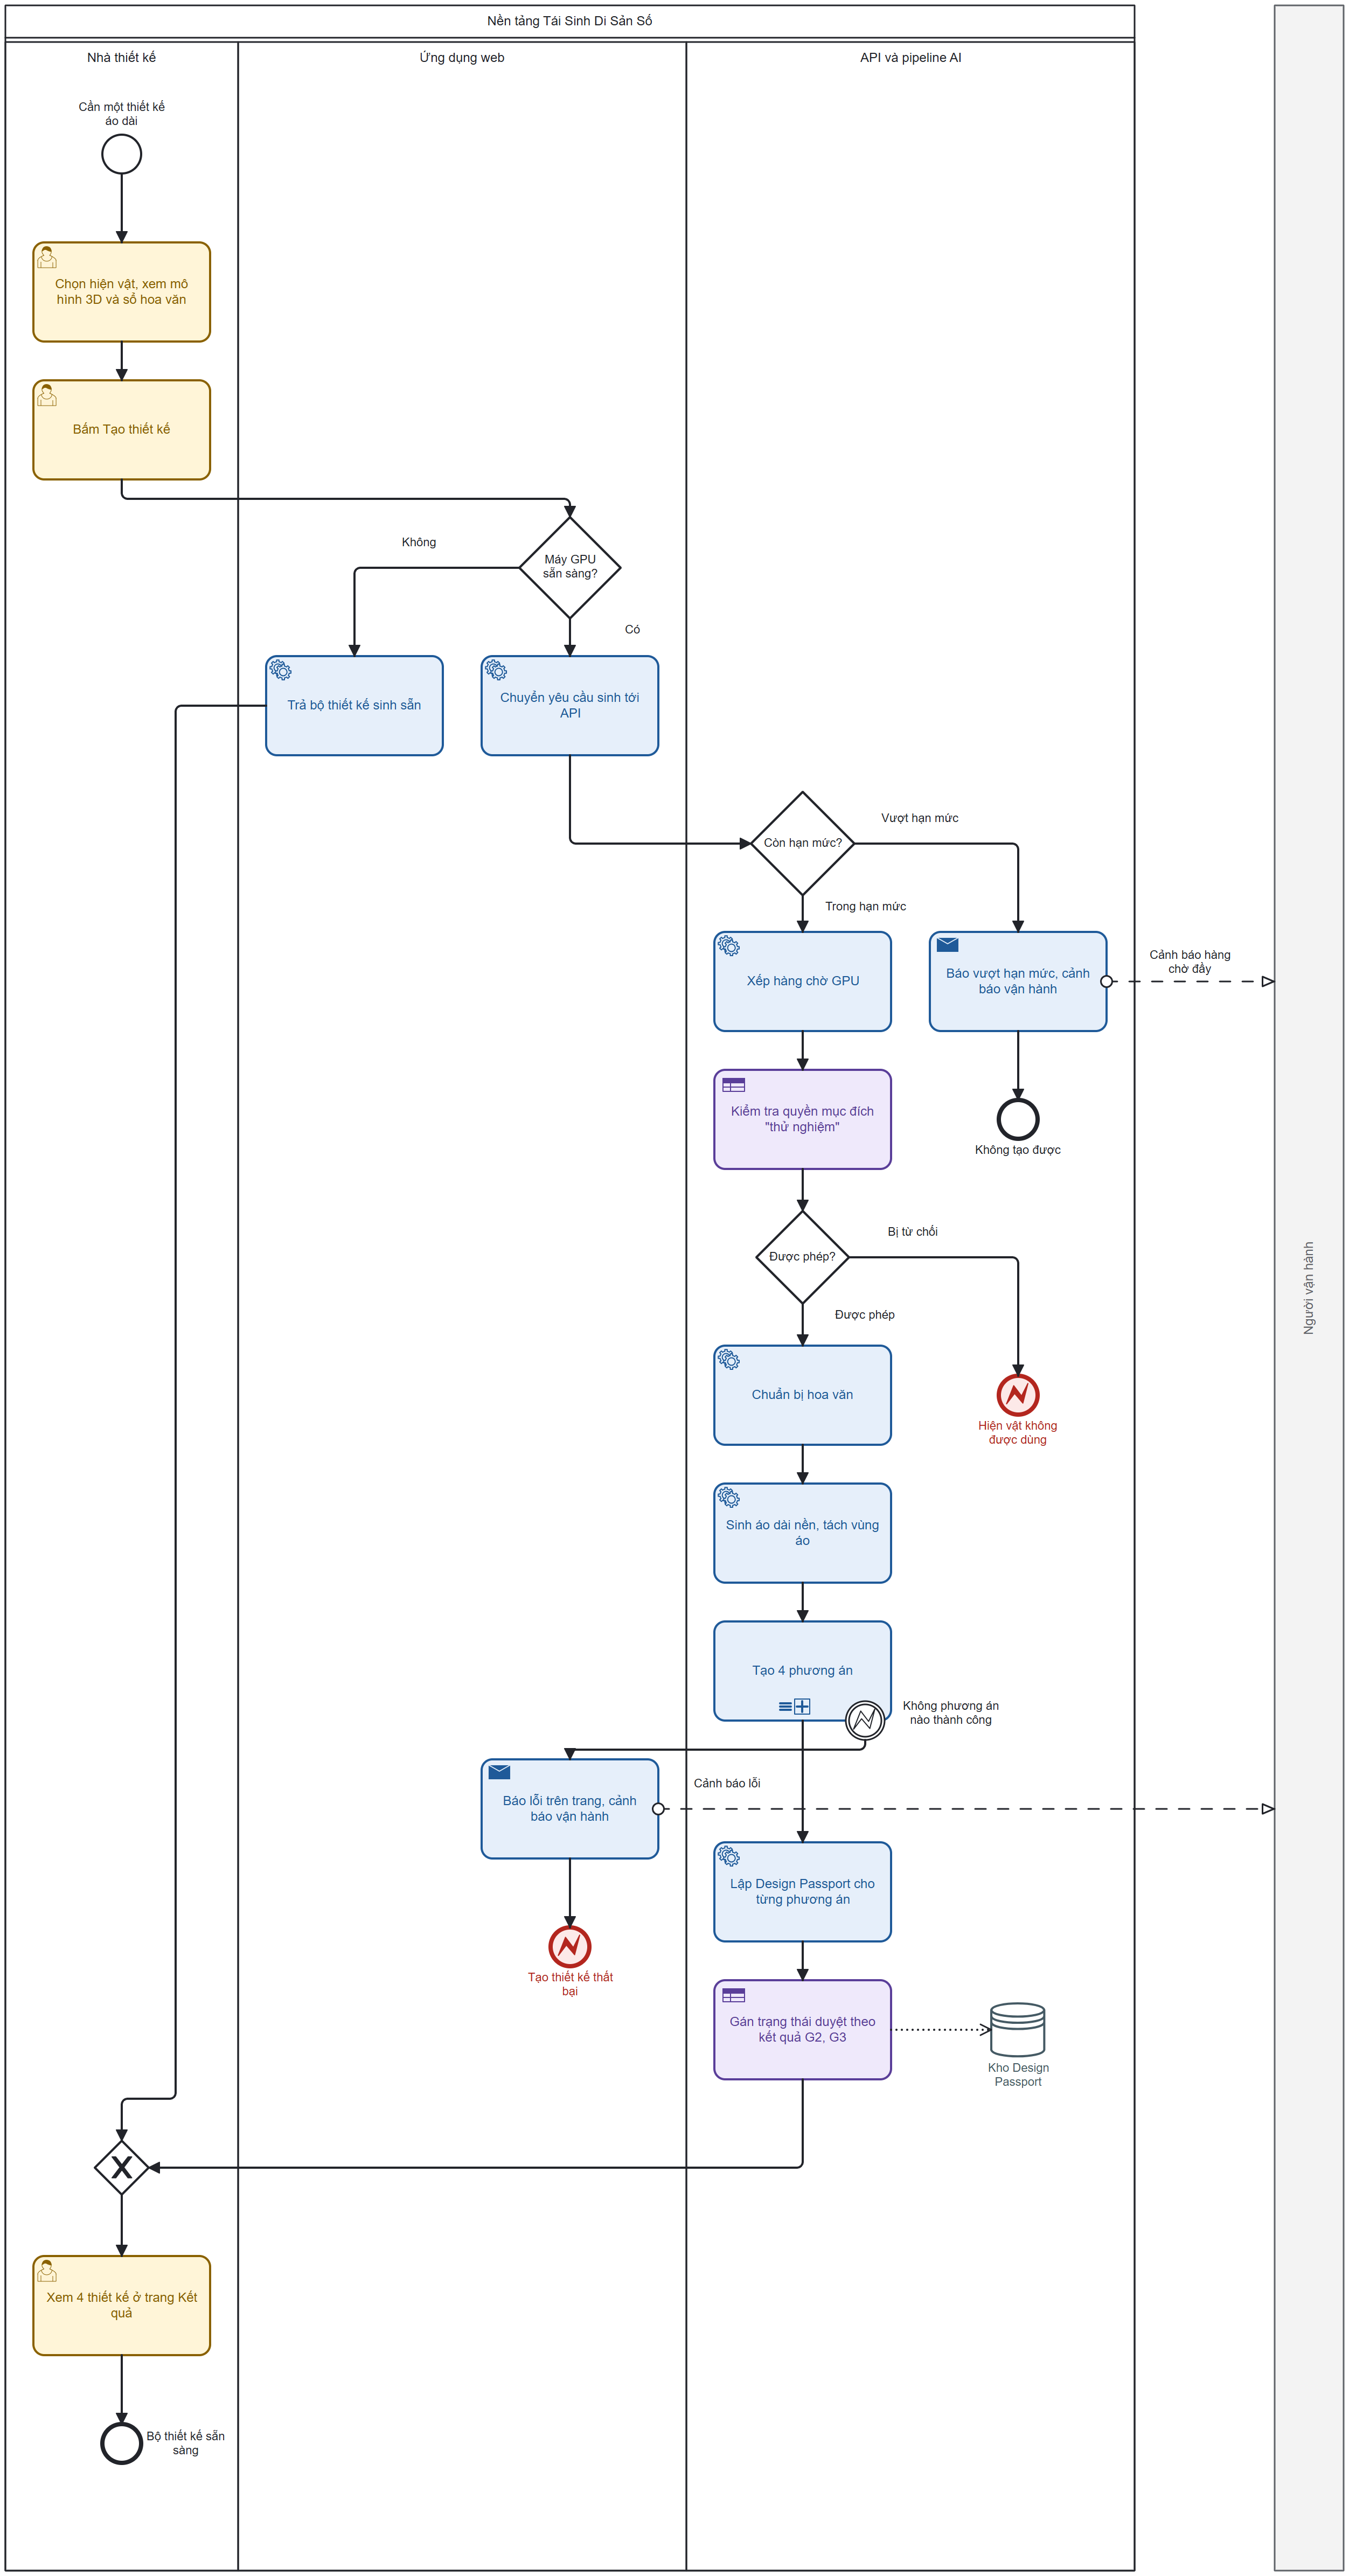 Nền tảng Tái Sinh Di Sản Số
Nhà thiết kế
Ứng dụng web
API và pipeline AI
Cần một thiết kế
áo dài
Chọn hiện vật, xem mô
hình 3D và sổ hoa văn
Bấm Tạo thiết kế
Không
Máy GPU
sẵn sàng?
Có
Trả bộ thiết kế sinh sẵn
Chuyển yêu cầu sinh tới
API
Vượt hạn mức
Còn hạn mức?
Trong hạn mức
Xếp hàng chờ GPU
Báo vượt hạn mức, cảnh
báo vận hành
Cảnh báo hàng
chờ đầy
Kiểm tra quyền mục đích
"thử nghiệm"
Không tạo được
Bị từ chối
Được phép?
Được phép
Người vận hành
Chuẩn bị hoa văn
Hiện vật không
được dùng
Sinh áo dài nền, tách vùng
áo
Tạo 4 phương án
Không phương án
nào thành công
Cảnh báo lỗi
Báo lỗi trên trang, cảnh
báo vận hành
Lập Design Passport cho
từng phương án
Tạo thiết kế thất
bại
Gán trạng thái duyệt theo
kết quả G2, G3
Kho Design
Passport
X
Xem 4 thiết kế ở trang Kết
quả
Bộ thiết kế sẵn
sàng